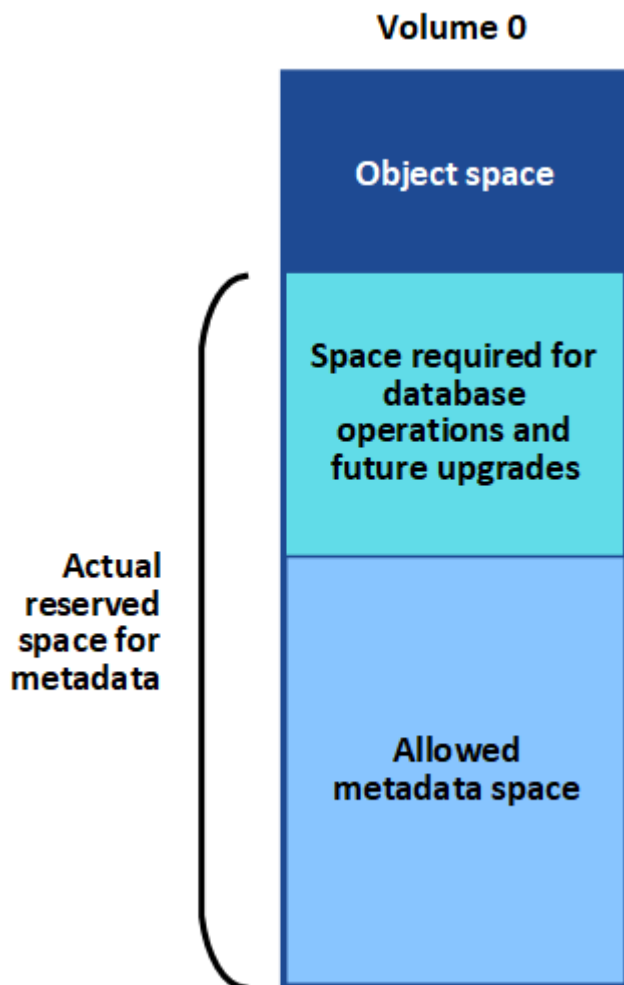 Volume 0
Object space
Space required for
database
operations and
future upgrades
Actual
reserved
space for
metadata
Allowed
metadata space